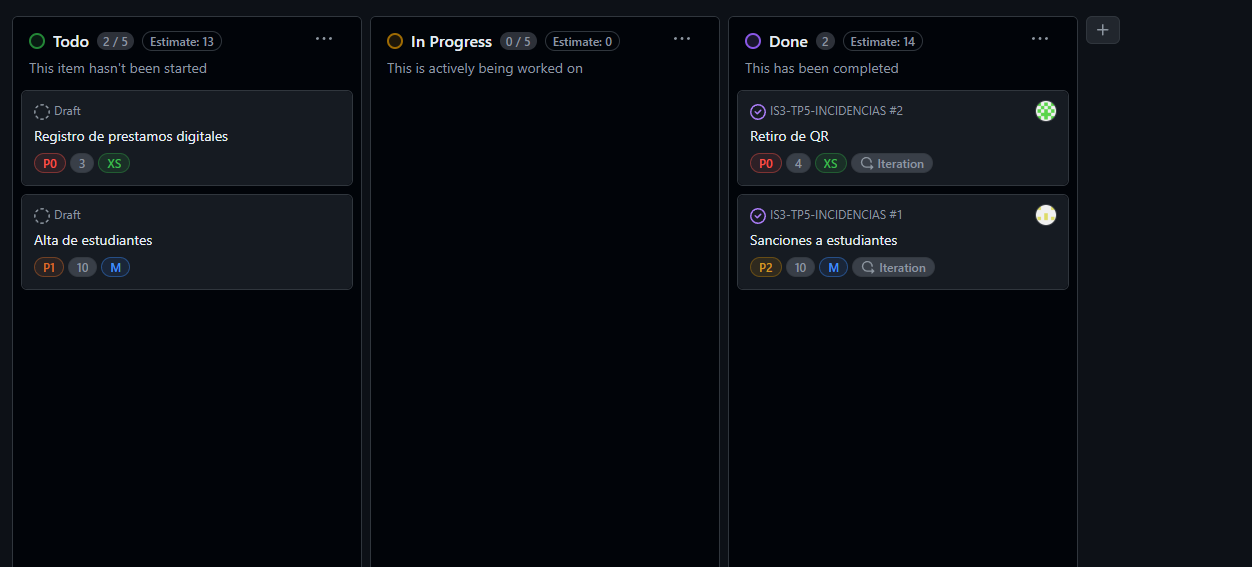 Todo 2 / 5 Estimate: 13
This item hasn't been started
Draft
Registro de prestamos digitales
P0 3 XS
Draft
Alta de estudiantes
P1 10 M
In Progress 0 / 5 Estimate: 0
This is actively being worked on
Done 2 Estimate: 14
This has been completed
IS3-TP5-INCIDENCIAS #2
Retiro de QR
P0 4 XS Iteration
IS3-TP5-INCIDENCIAS #1
Sanciones a estudiantes
P2 10 M Iteration